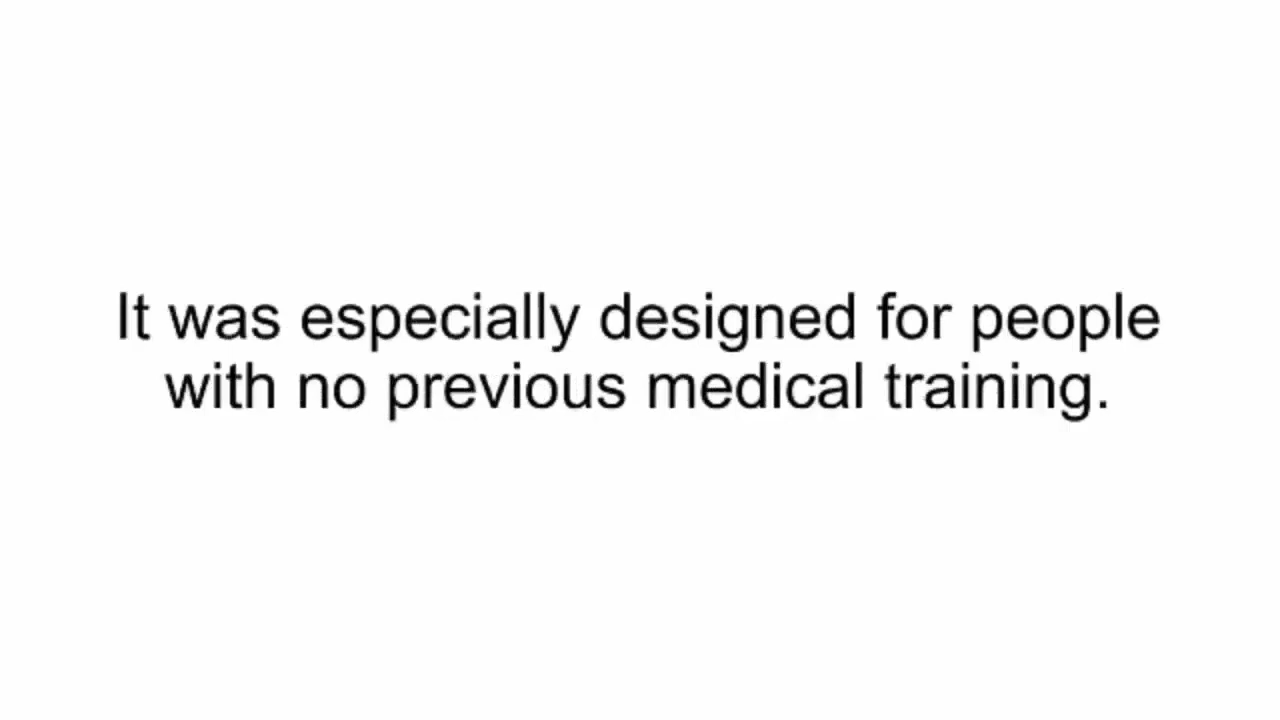 It was especially designed for people
with no previous medical training.